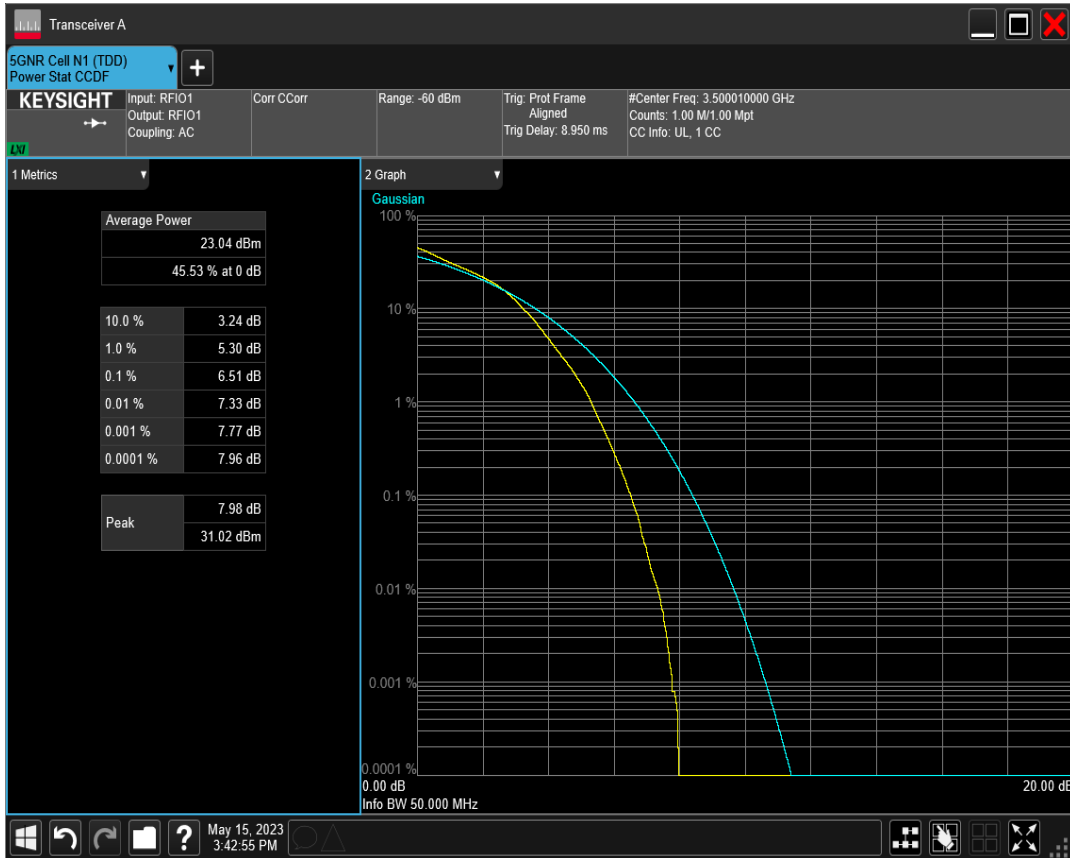 Transceiver A
5GNR Cell N1 (TDD)
Power Stat CCDF
+
KEYSIGHT
LXI
Input: RFIO1
Output: RFIO1
Coupling: AC
Corr CCorr
Range: -60 dBm
Trig: Prot Frame
Aligned
Trig Delay: 8.950 ms
#Center Freq: 3.500010000 GHz
Counts: 1.00 M/1.00 Mpt
CC Info: UL, 1 CC
1 Metrics
Average Power
23.04 dBm
45.53 % at 0 dB
10.0 % 3.24 dB
1.0 % 5.30 dB
0.1 % 6.51 dB
0.01 % 7.33 dB
0.001 % 7.77 dB
0.0001 % 7.96 dB
Peak 7.98 dB
31.02 dBm
2 Graph
Gaussian
100 %
10 %
1 %
0.1 %
0.01 %
0.001 %
0.0001 %
0.00 dB 20.00 dB
Info BW 50.000 MHz
?
May 15, 2023
3:42:55 PM